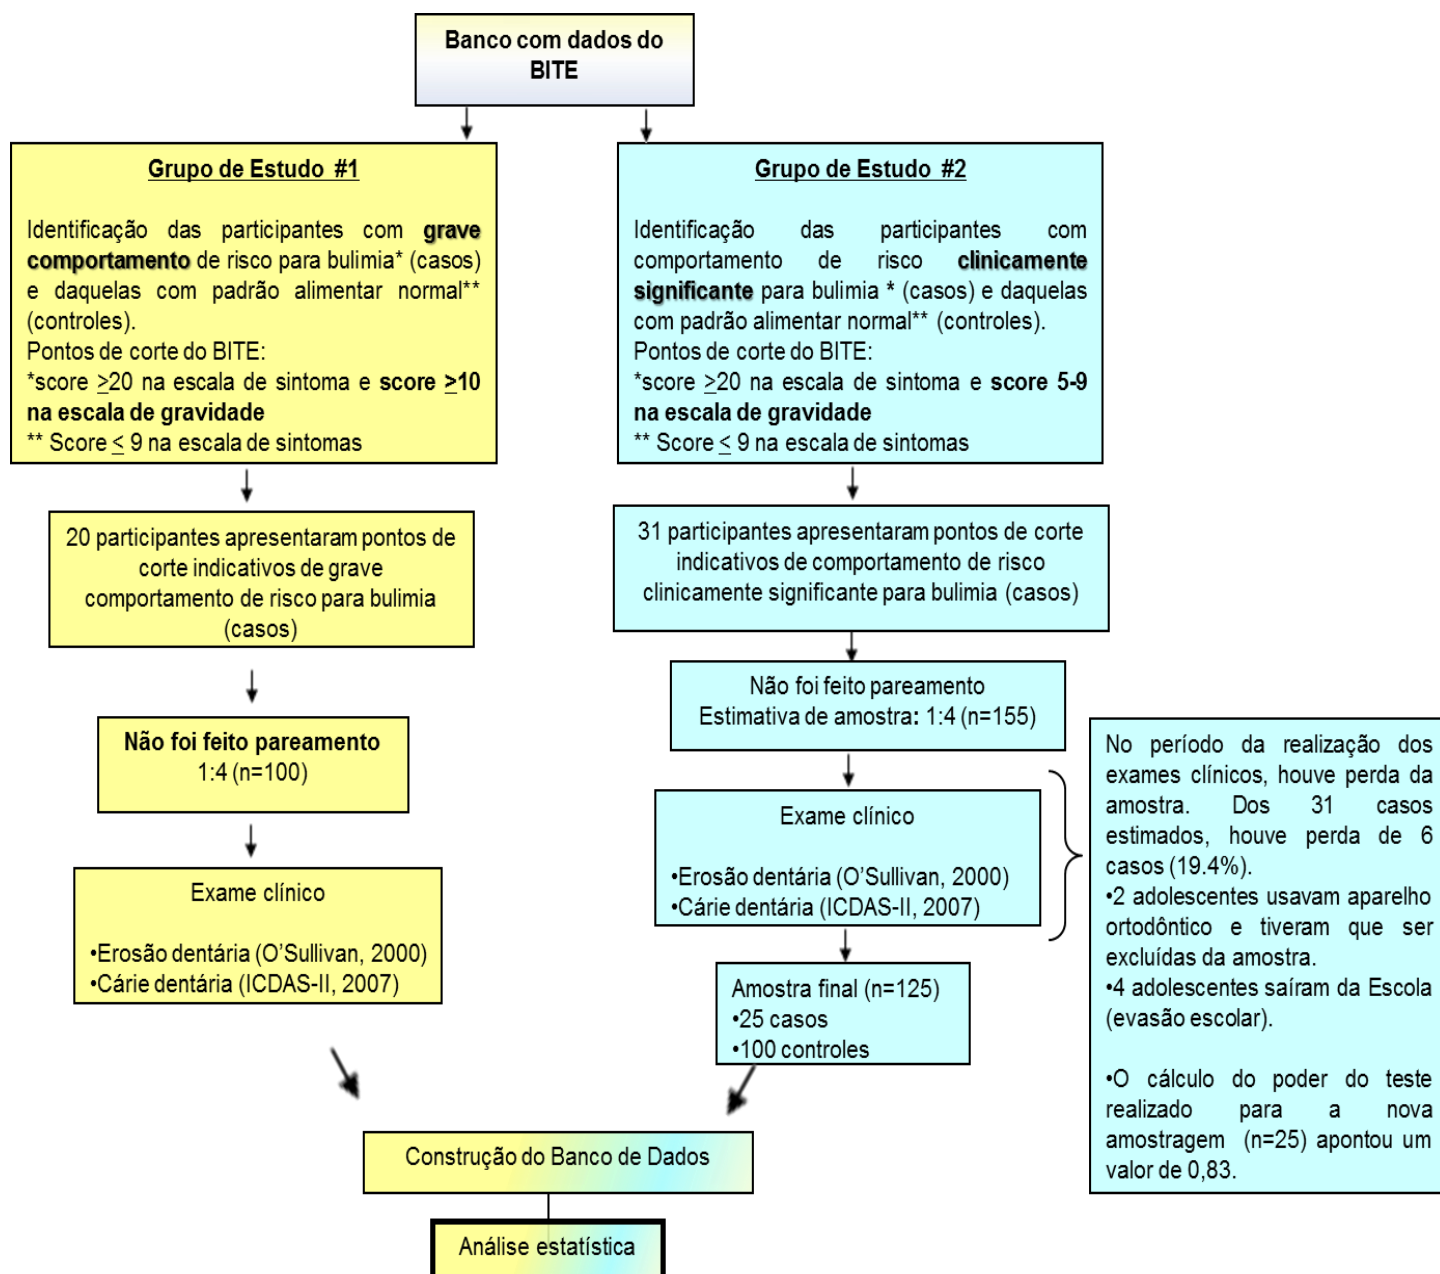 Banco com dados do
BITE
Grupo de Estudo #1
Identificação das participantes com grave
comportamento de risco para bulimia* (casos)
e daquelas com padrão alimentar normal**
(controles).
Pontos de corte do BITE:
*score ≥20 na escala de sintoma e score ≥10
na escala de gravidade
** Score ≤ 9 na escala de sintomas
20 participantes apresentaram pontos de
corte indicativos de grave
comportamento de risco para bulimia
(casos)
Não foi feito pareamento
1:4 (n=100)
Exame clínico
•Erosão dentária (O’Sullivan, 2000)
•Cárie dentária (ICDAS-II, 2007)
Grupo de Estudo #2
Identificação das participantes com
comportamento de risco clinicamente
significante para bulimia * (casos) e daquelas
com padrão alimentar normal** (controles).
Pontos de corte do BITE:
*score ≥20 na escala de sintoma e score 5-9
na escala de gravidade
** Score ≤ 9 na escala de sintomas
31 participantes apresentaram pontos de corte
indicativos de comportamento de risco
clinicamente significante para bulimia (casos)
Não foi feito pareamento
Estimativa de amostra: 1:4 (n=155)
Exame clínico
•Erosão dentária (O’Sullivan, 2000)
•Cárie dentária (ICDAS-II, 2007)
No período da realização dos
exames clínicos, houve perda da
amostra. Dos 31 casos
estimados, houve perda de 6
casos (19.4%).
•2 adolescentes usavam aparelho
ortodôntico e tiveram que ser
excluídas da amostra.
•4 adolescentes saíram da Escola
(evasão escolar).
•O cálculo do poder do teste
realizado para a nova
amostragem (n=25) apontou um
valor de 0,83.
Amostra final (n=125)
•25 casos
•100 controles
Construção do Banco de Dados
Análise estatística